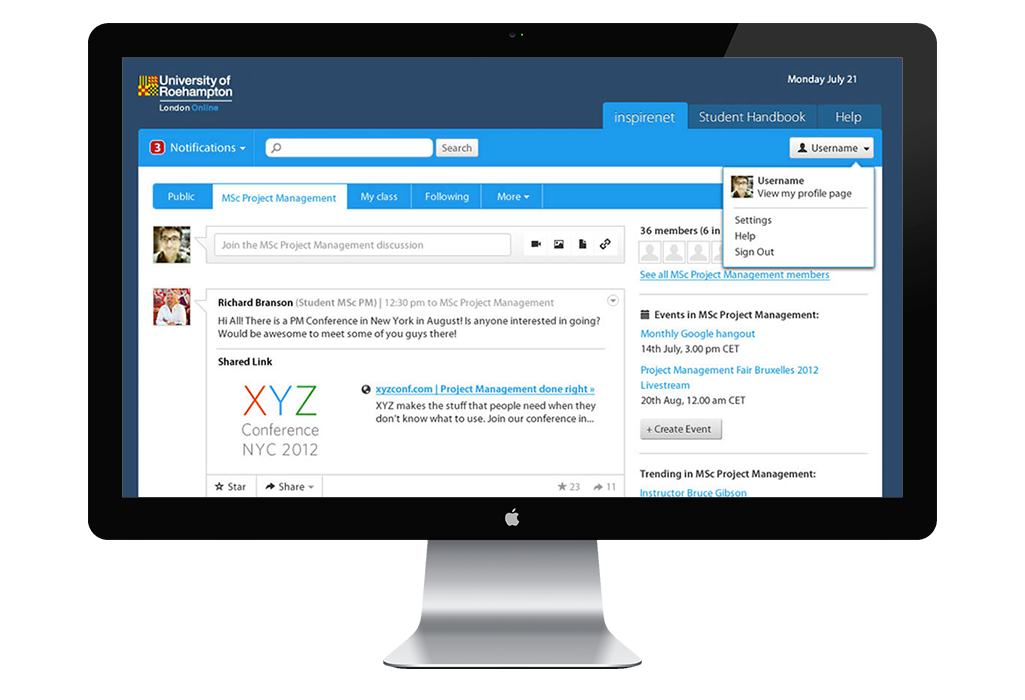 University of
Roehampton
London Online
Monday July 21
inspirenet
Student Handbook
Help
3 Notifications
Search
Username
Username
View my profile page
Settings
Help
Sign Out
Public
MSc Project Management
My class
Following
More
Join the MSc Project Management discussion
36 members (6 in
See all MSc Project Management members
Richard Branson (Student MSc PM) | 12:30 pm to MSc Project Management
Hi All! There is a PM Conference in New York in August! Is anyone interested in going?
Would be awesome to meet some of you guys there!
Shared Link
XYZ
Conference
NYC 2012
xyzconf.com | Project Management done right »
XYZ makes the stuff that people need when they
don't know what to use. Join our conference in...
Star
Share
23
11
Events in MSc Project Management:
Monthly Google hangout
14th July, 3.00 pm CET
Project Management Fair Bruxelles 2012
Livestream
20th Aug, 12.00 am CET
+ Create Event
Trending in MSc Project Management:
Instructor Bruce Gibson